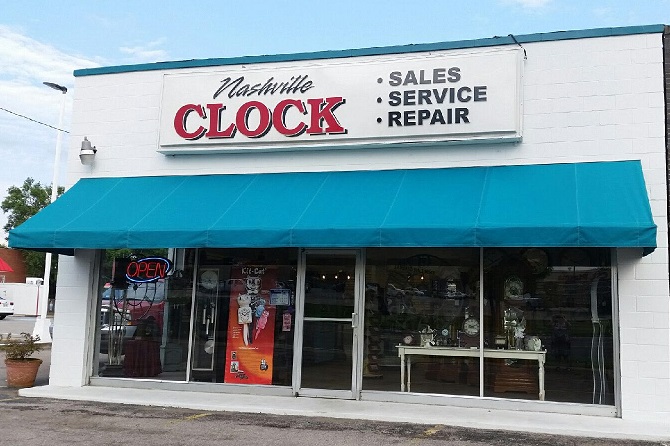 Nashville
CLOCK
• SALES
• SERVICE
• REPAIR
OPEN
Kit-Cat